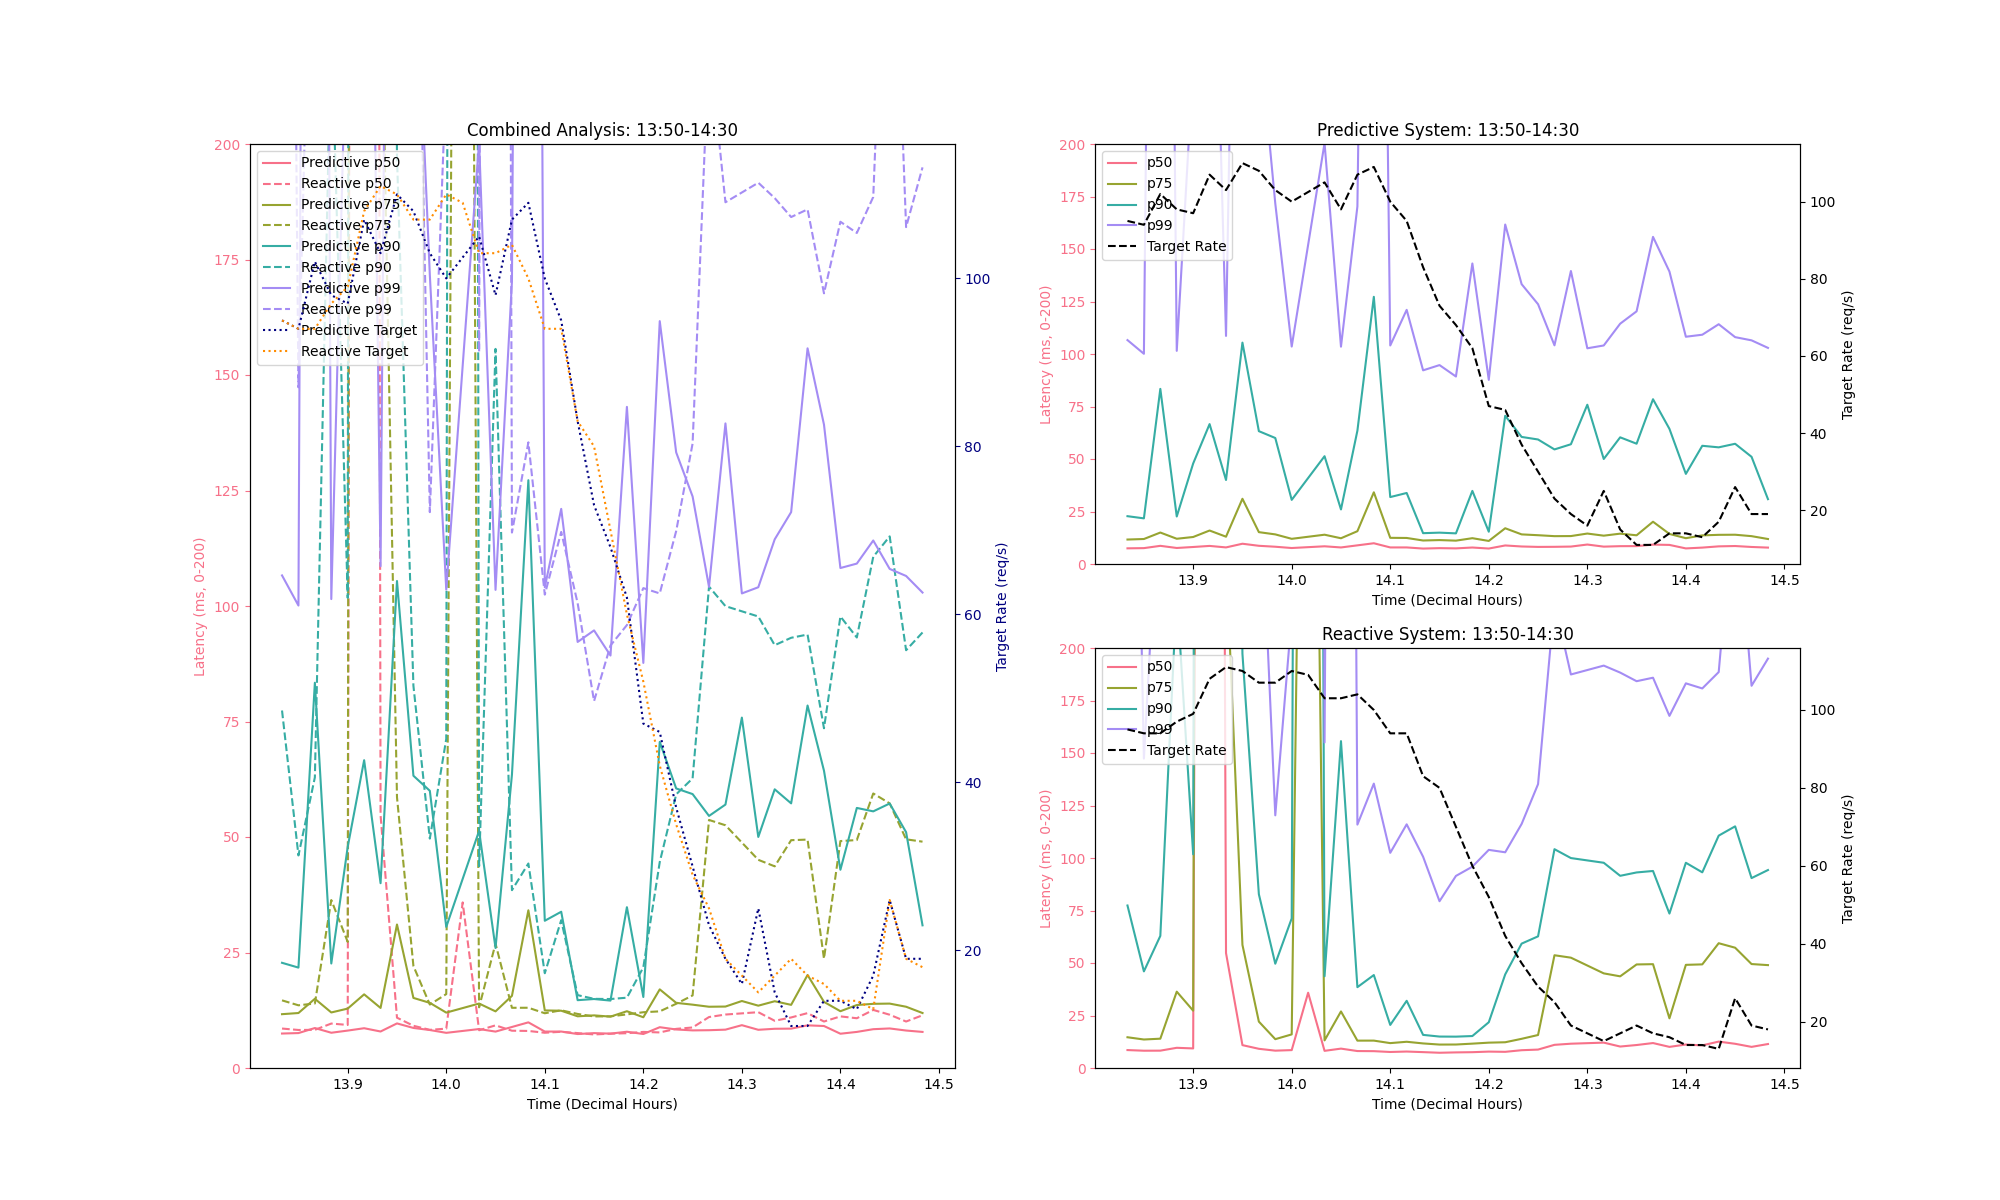 Combined Analysis: 13:50-14:30
200
175
150
125
100
75
50
25
0
Latency (ms, 0-200)
Predictive p50
Reactive p50
Predictive p75
Reactive p75
Predictive p90
Reactive p90
Predictive p99
Reactive p99
Predictive Target
Reactive Target
100
80
60
40
20
Target Rate (req/s)
13.9 14.0 14.1 14.2 14.3 14.4 14.5
Time (Decimal Hours)
Predictive System: 13:50-14:30
200
175
150
125
100
75
50
25
0
Latency (ms, 0-200)
p50
p75
p90
p99
Target Rate
100
80
60
40
20
Target Rate (req/s)
13.9 14.0 14.1 14.2 14.3 14.4 14.5
Time (Decimal Hours)
Reactive System: 13:50-14:30
200
175
150
125
100
75
50
25
0
Latency (ms, 0-200)
p50
p75
p90
p99
Target Rate
100
80
60
40
20
Target Rate (req/s)
13.9 14.0 14.1 14.2 14.3 14.4 14.5
Time (Decimal Hours)